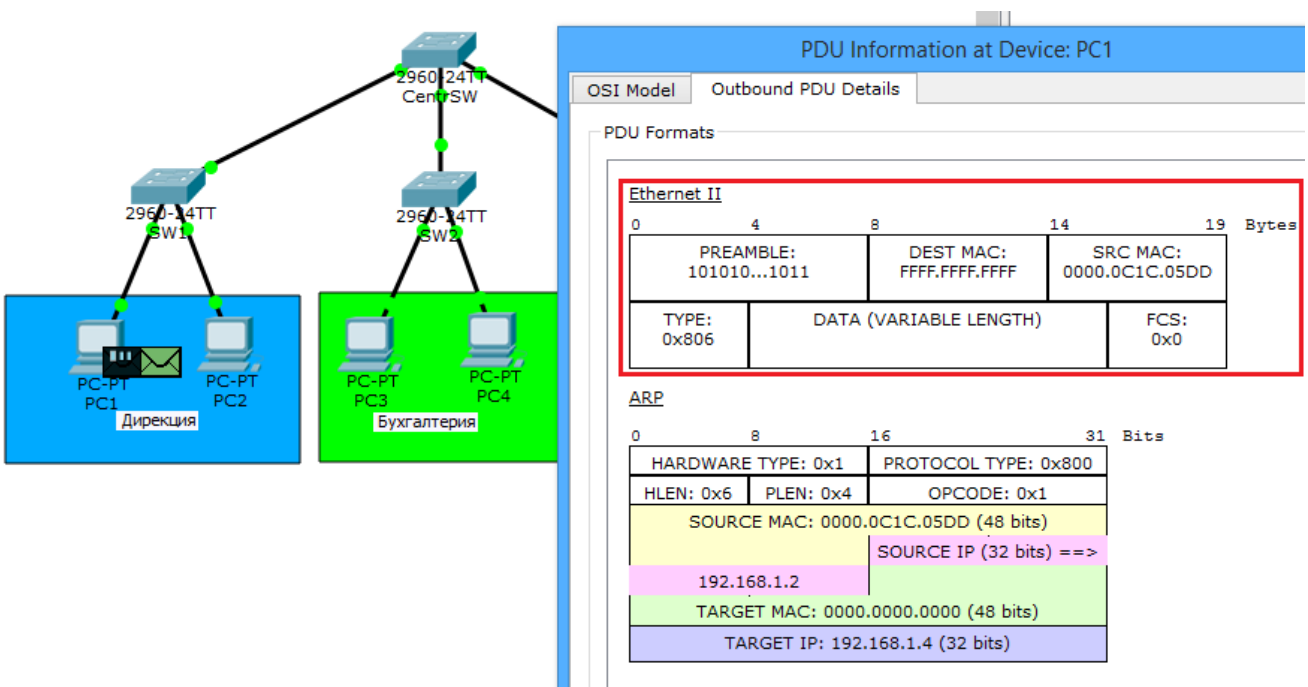 2960-24TT
CentrSW
2960-24TT
SW1
2960-24TT
SW2
PC-PT
PC1
PC-PT
PC2
Дирекция
PC-PT
PC3
PC-PT
PC4
Бухгалтерия
PDU Information at Device: PC1
OSI Model Outbound PDU Details
PDU Formats
Ethernet II
0 4 8 14 19 Bytes
PREAMBLE: DEST MAC: SRC MAC:
101010...1011 FFFF.FFFF.FFFF 0000.0C1C.05DD
TYPE: DATA (VARIABLE LENGTH) FCS:
0x806 0x0
ARP
0 8 16 31 Bits
HARDWARE TYPE: 0x1 PROTOCOL TYPE: 0x800
HLEN: 0x6 PLEN: 0x4 OPCODE: 0x1
SOURCE MAC: 0000.0C1C.05DD (48 bits)
SOURCE IP (32 bits) ==>
192.168.1.2
TARGET MAC: 0000.0000.0000 (48 bits)
TARGET IP: 192.168.1.4 (32 bits)